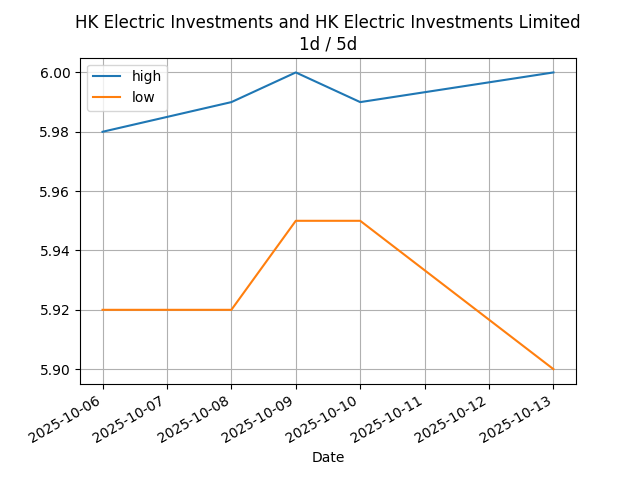 HK Electric Investments and HK Electric Investments Limited
1d / 5d
high
low
6.00
5.98
5.96
5.94
5.92
5.90
2025-10-06
2025-10-07
2025-10-08
2025-10-09
2025-10-10
2025-10-11
2025-10-12
2025-10-13
Date